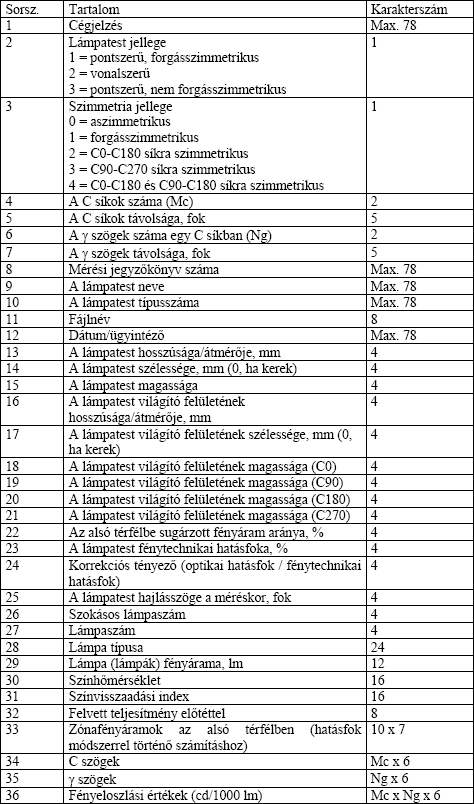 Sorsz. Tartalom Karakterszám
1 Cégjelzés Max. 78
2 Lámpatest jellege 1
1 = pontszerű, forgásszimmetrikus
2 = vonalszerű
3 = pontszerű, nem forgásszimmetrikus
3 Szimmetria jellege 1
0 = aszimmetrikus
1 = forgásszimmetrikus
2 = C0-C180 síkra szimmetrikus
3 = C90-C270 síkra szimmetrikus
4 = C0-C180 és C90-C180 síkra szimmetrikus
4 A C síkok száma (Mc) 2
5 A C síkok távolsága, fok 5
6 A γ szögek száma egy C síkban (Ng) 2
7 A γ szögek távolsága, fok 5
8 Mérési jegyzőkönyv száma Max. 78
9 A lámpatest neve Max. 78
10 A lámpatest típusszáma Max. 78
11 Fájlnév 8
12 Dátum/ügyintéző Max. 78
13 A lámpatest hosszúsága/átmérője, mm 4
14 A lámpatest szélessége, mm (0, ha kerek) 4
15 A lámpatest magassága 4
16 A lámpatest világító felületének 4
hosszúsága/átmérője, mm
17 A lámpatest világító felületének szélessége, mm (0, 4
ha kerek)
18 A lámpatest világító felületének magassága (C0) 4
19 A lámpatest világító felületének magassága (C90) 4
20 A lámpatest világító felületének magassága (C180) 4
21 A lámpatest világító felületének magassága (C270) 4
22 Az alsó térfélbe sugárzott fényáram aránya, % 4
23 A lámpatest fénytechnikai hatásfoka, % 4
24 Korrekciós tényező (optikai hatásfok / fénytechnikai 4
hatásfok)
25 A lámpatest hajlásszöge a méréskor, fok 4
26 Szokásos lámpaszám 4
27 Lámpaszám 4
28 Lámpa típusa 24
29 Lámpa (lámpák) fényárama, lm 12
30 Színhőmérséklet 16
31 Színvisszaadási index 16
32 Felvett teljesítmény előtéttel 8
33 Zónafényáramok az alsó térfélben (hatásfok 10 x 7
módszerrel történő számításhoz)
34 C szögek Mc x 6
35 γ szögek Ng x 6
36 Fényeloszlási értékek (cd/1000 lm) Mc x Ng x 6